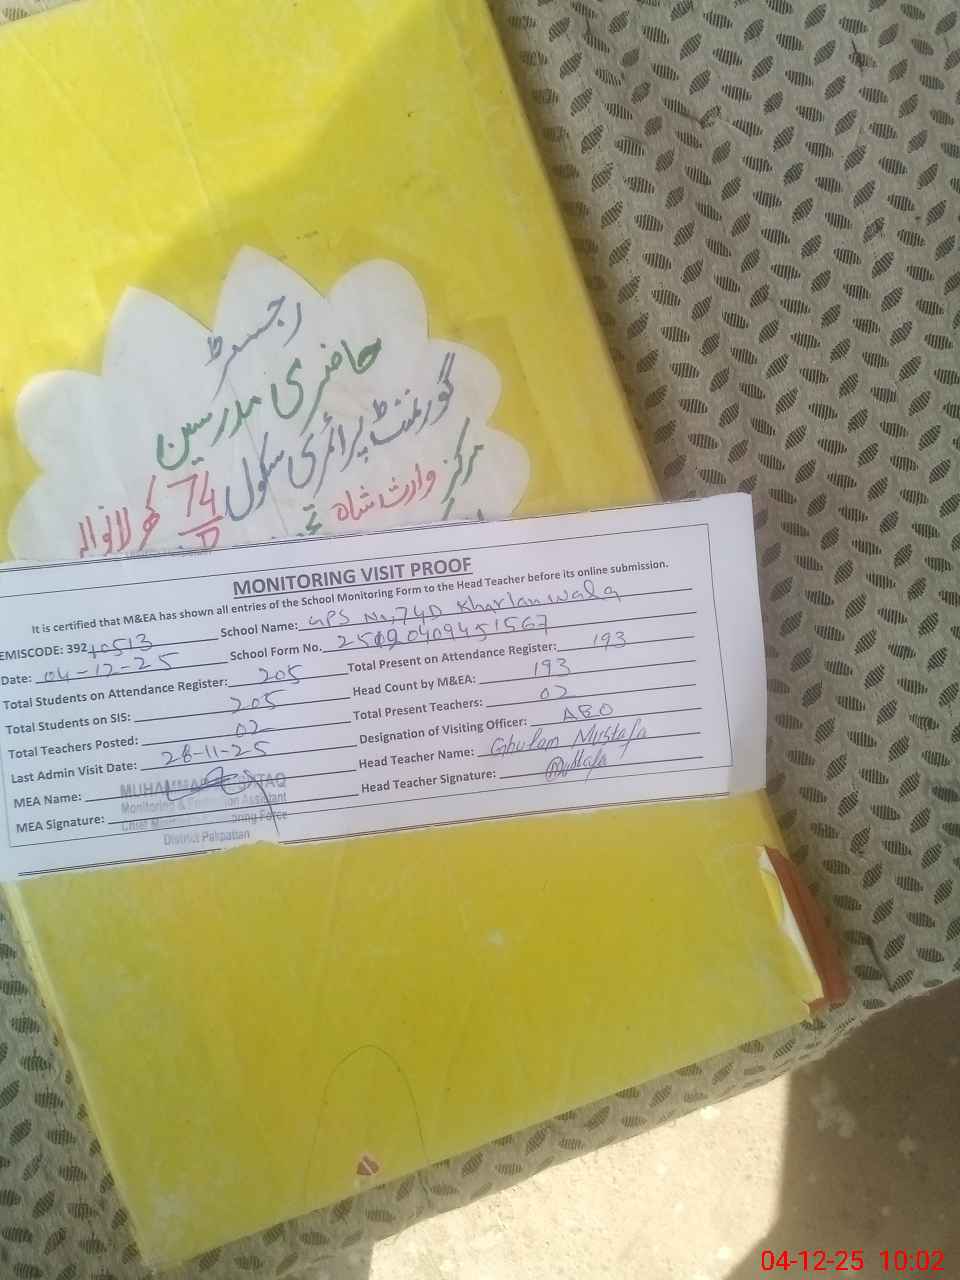 رجسٹر
حاضری مدرسین
گورنمنٹ پرائمری سکول 74/D کھرلانوالہ
مرکز وارث شاہ
MONITORING VISIT PROOF
It is certified that M&EA has shown all entries of the School Monitoring Form to the Head Teacher before its online submission.
EMISCODE: 39210513 School Name: GPS No, 74D Kharlanwala
Date: 04-12-25 School Form No. 25090409451567
Total Students on Attendance Register: 205 Total Present on Attendance Register: 193
Total Students on SIS: 205 Head Count by M&EA: 193
Total Teachers Posted: 02 Total Present Teachers: 02
Last Admin Visit Date: 28-11-25 Designation of Visiting Officer: AEO
MEA Name: Head Teacher Name: Ghulam Mustafa
MEA Signature: Head Teacher Signature: Mustafa
Monitoring & Assistant
District Pakpattan
04-12-25 10:02